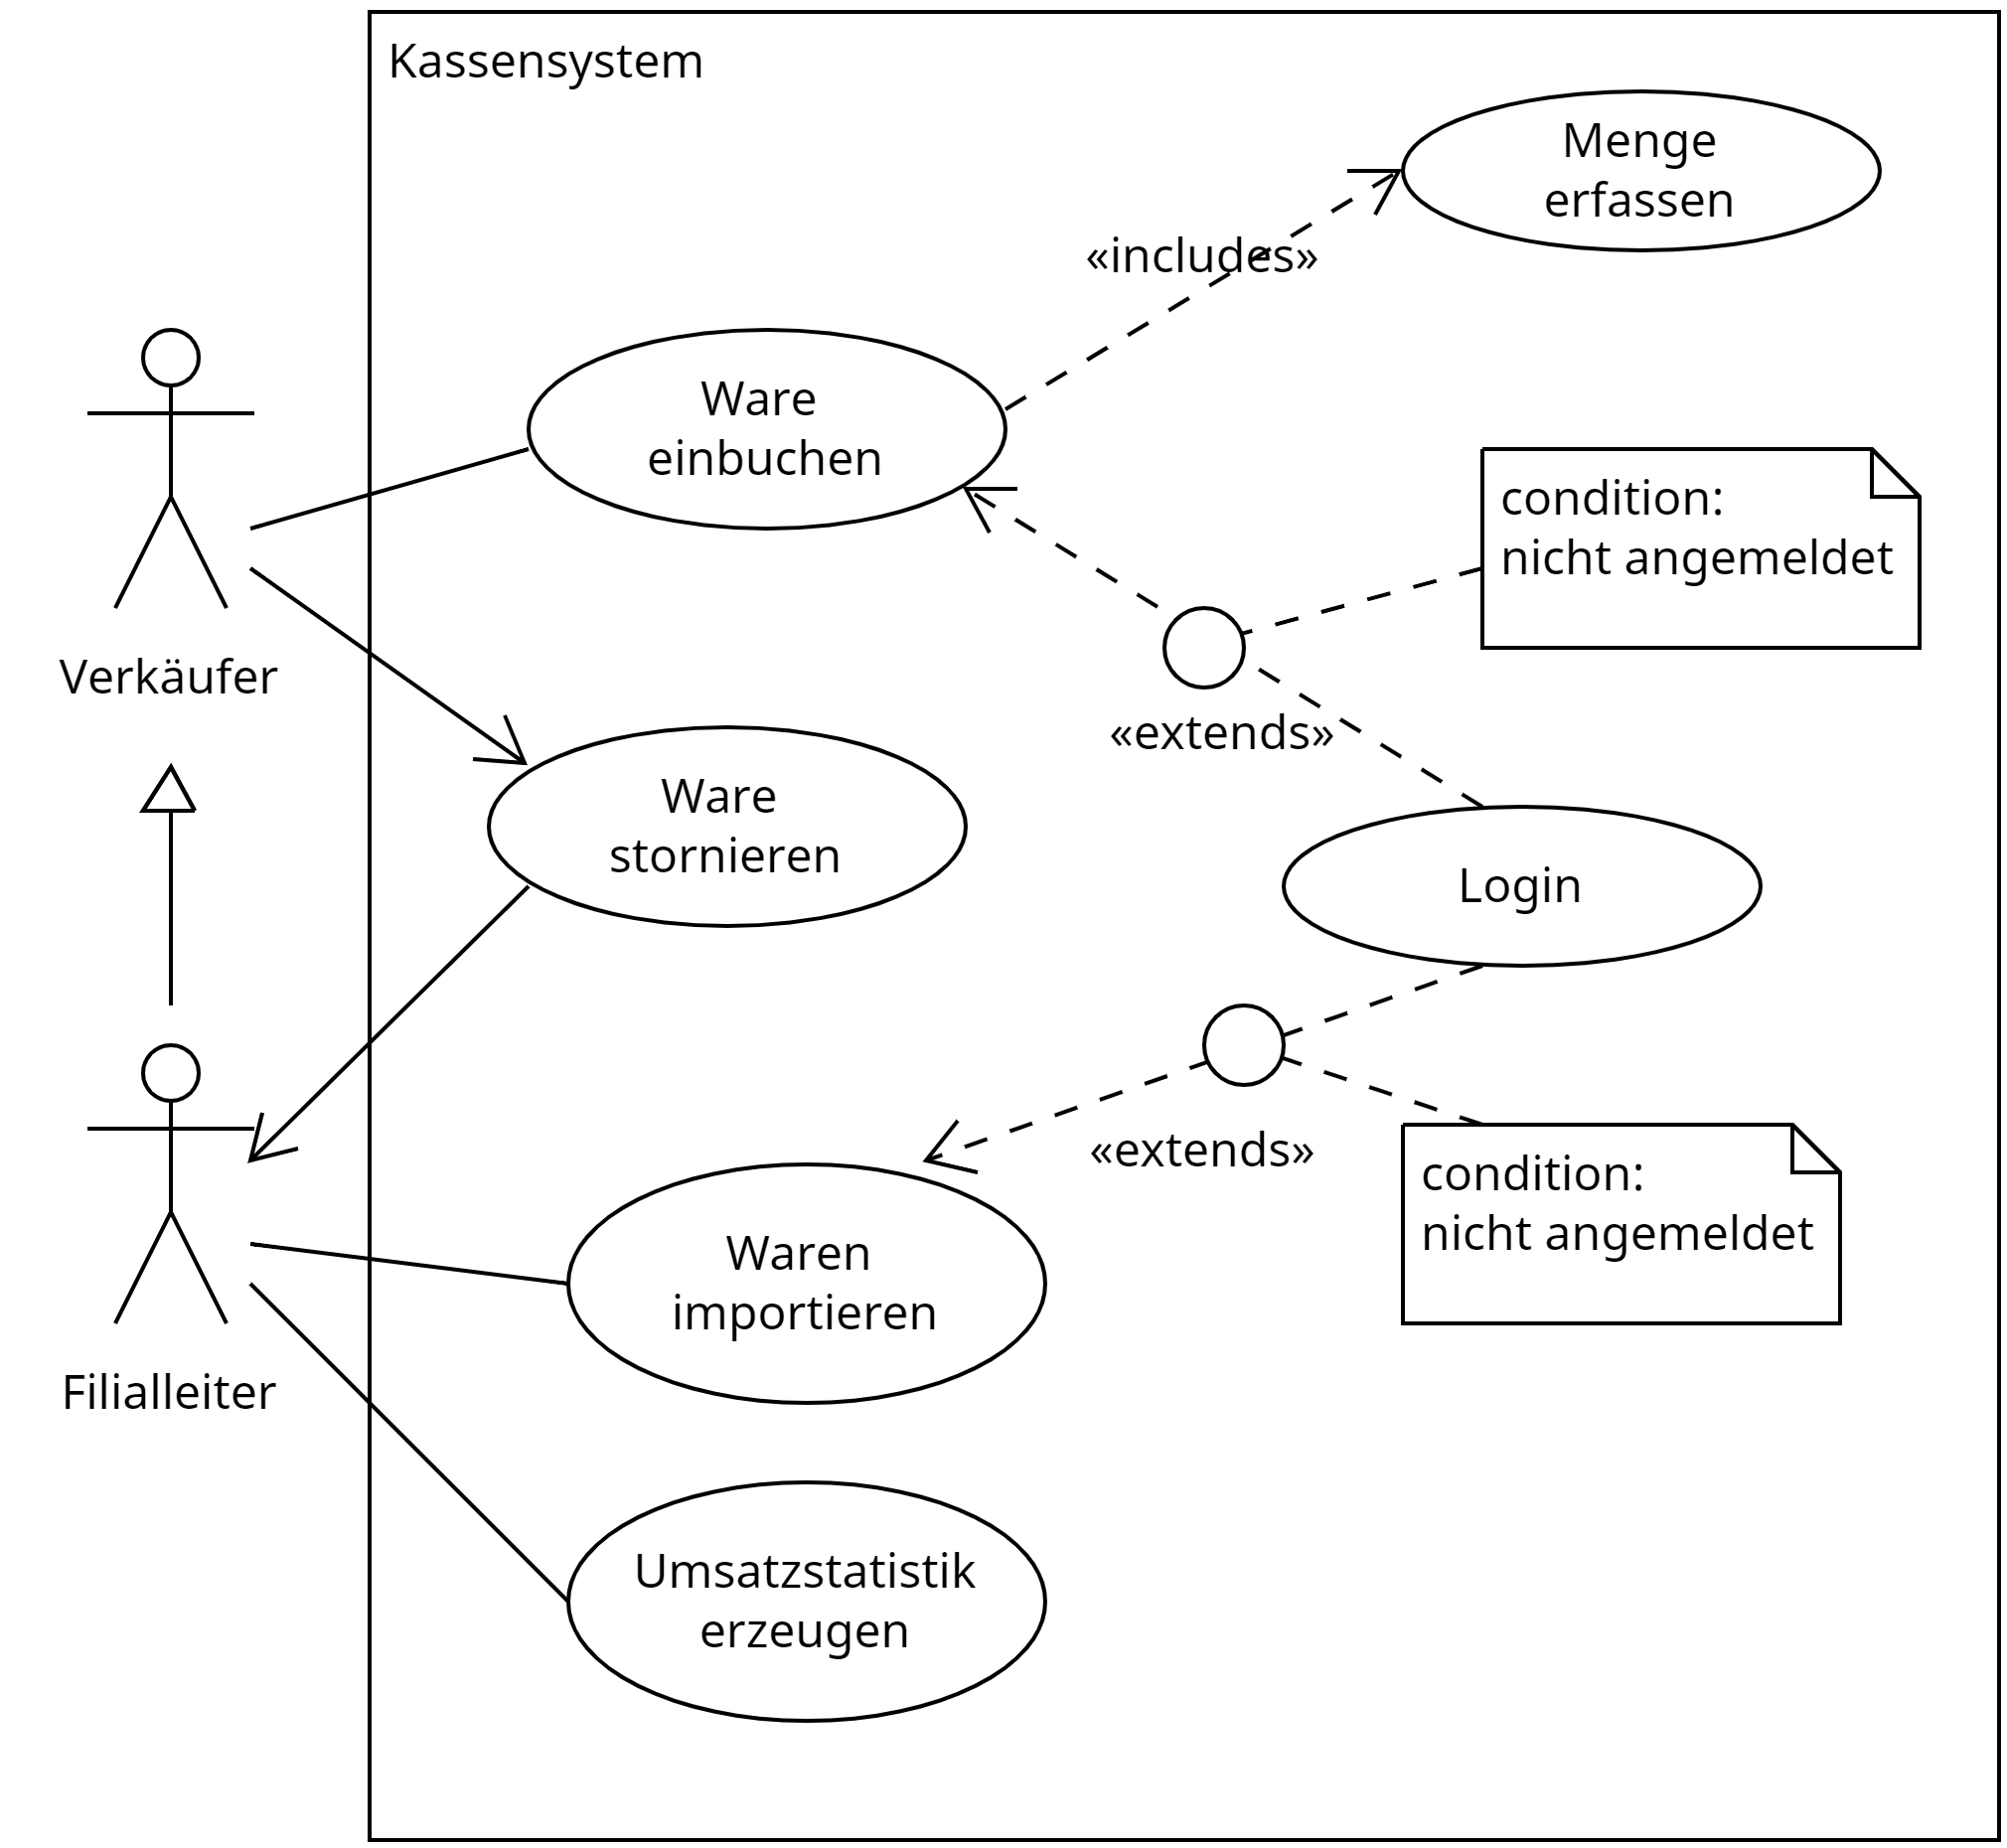 Kassensystem
Menge
erfassen
«includes»
Ware
einbuchen
condition:
nicht angemeldet
Verkäufer
«extends»
Ware
stornieren
Login
«extends»
condition:
nicht angemeldet
Waren
importieren
Filialleiter
Umsatzstatistik
erzeugen